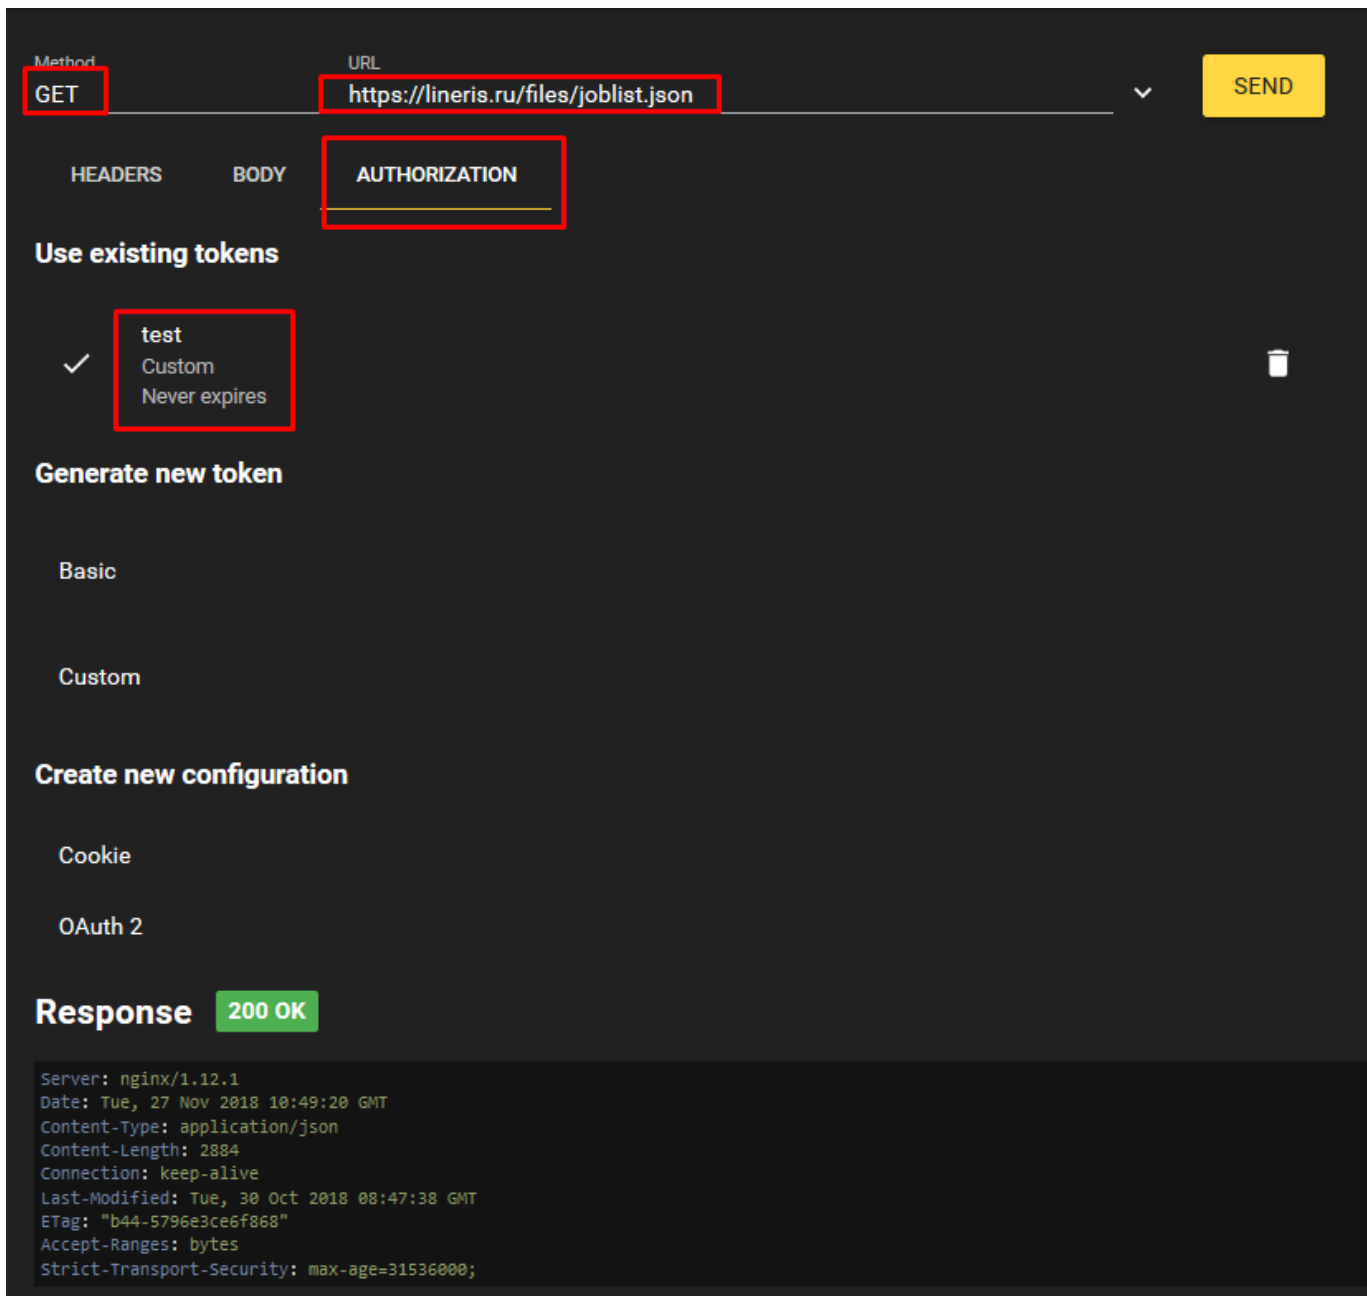 Method URL
GET https://lineris.ru/files/joblist.json SEND
HEADERS BODY AUTHORIZATION
Use existing tokens
test
Custom
Never expires
Generate new token
Basic
Custom
Create new configuration
Cookie
OAuth 2
Response 200 OK
Server: nginx/1.12.1
Date: Tue, 27 Nov 2018 10:49:20 GMT
Content-Type: application/json
Content-Length: 2884
Connection: keep-alive
Last-Modified: Tue, 30 Oct 2018 08:47:38 GMT
ETag: "b44-5796e3ce6f868"
Accept-Ranges: bytes
Strict-Transport-Security: max-age=31536000;